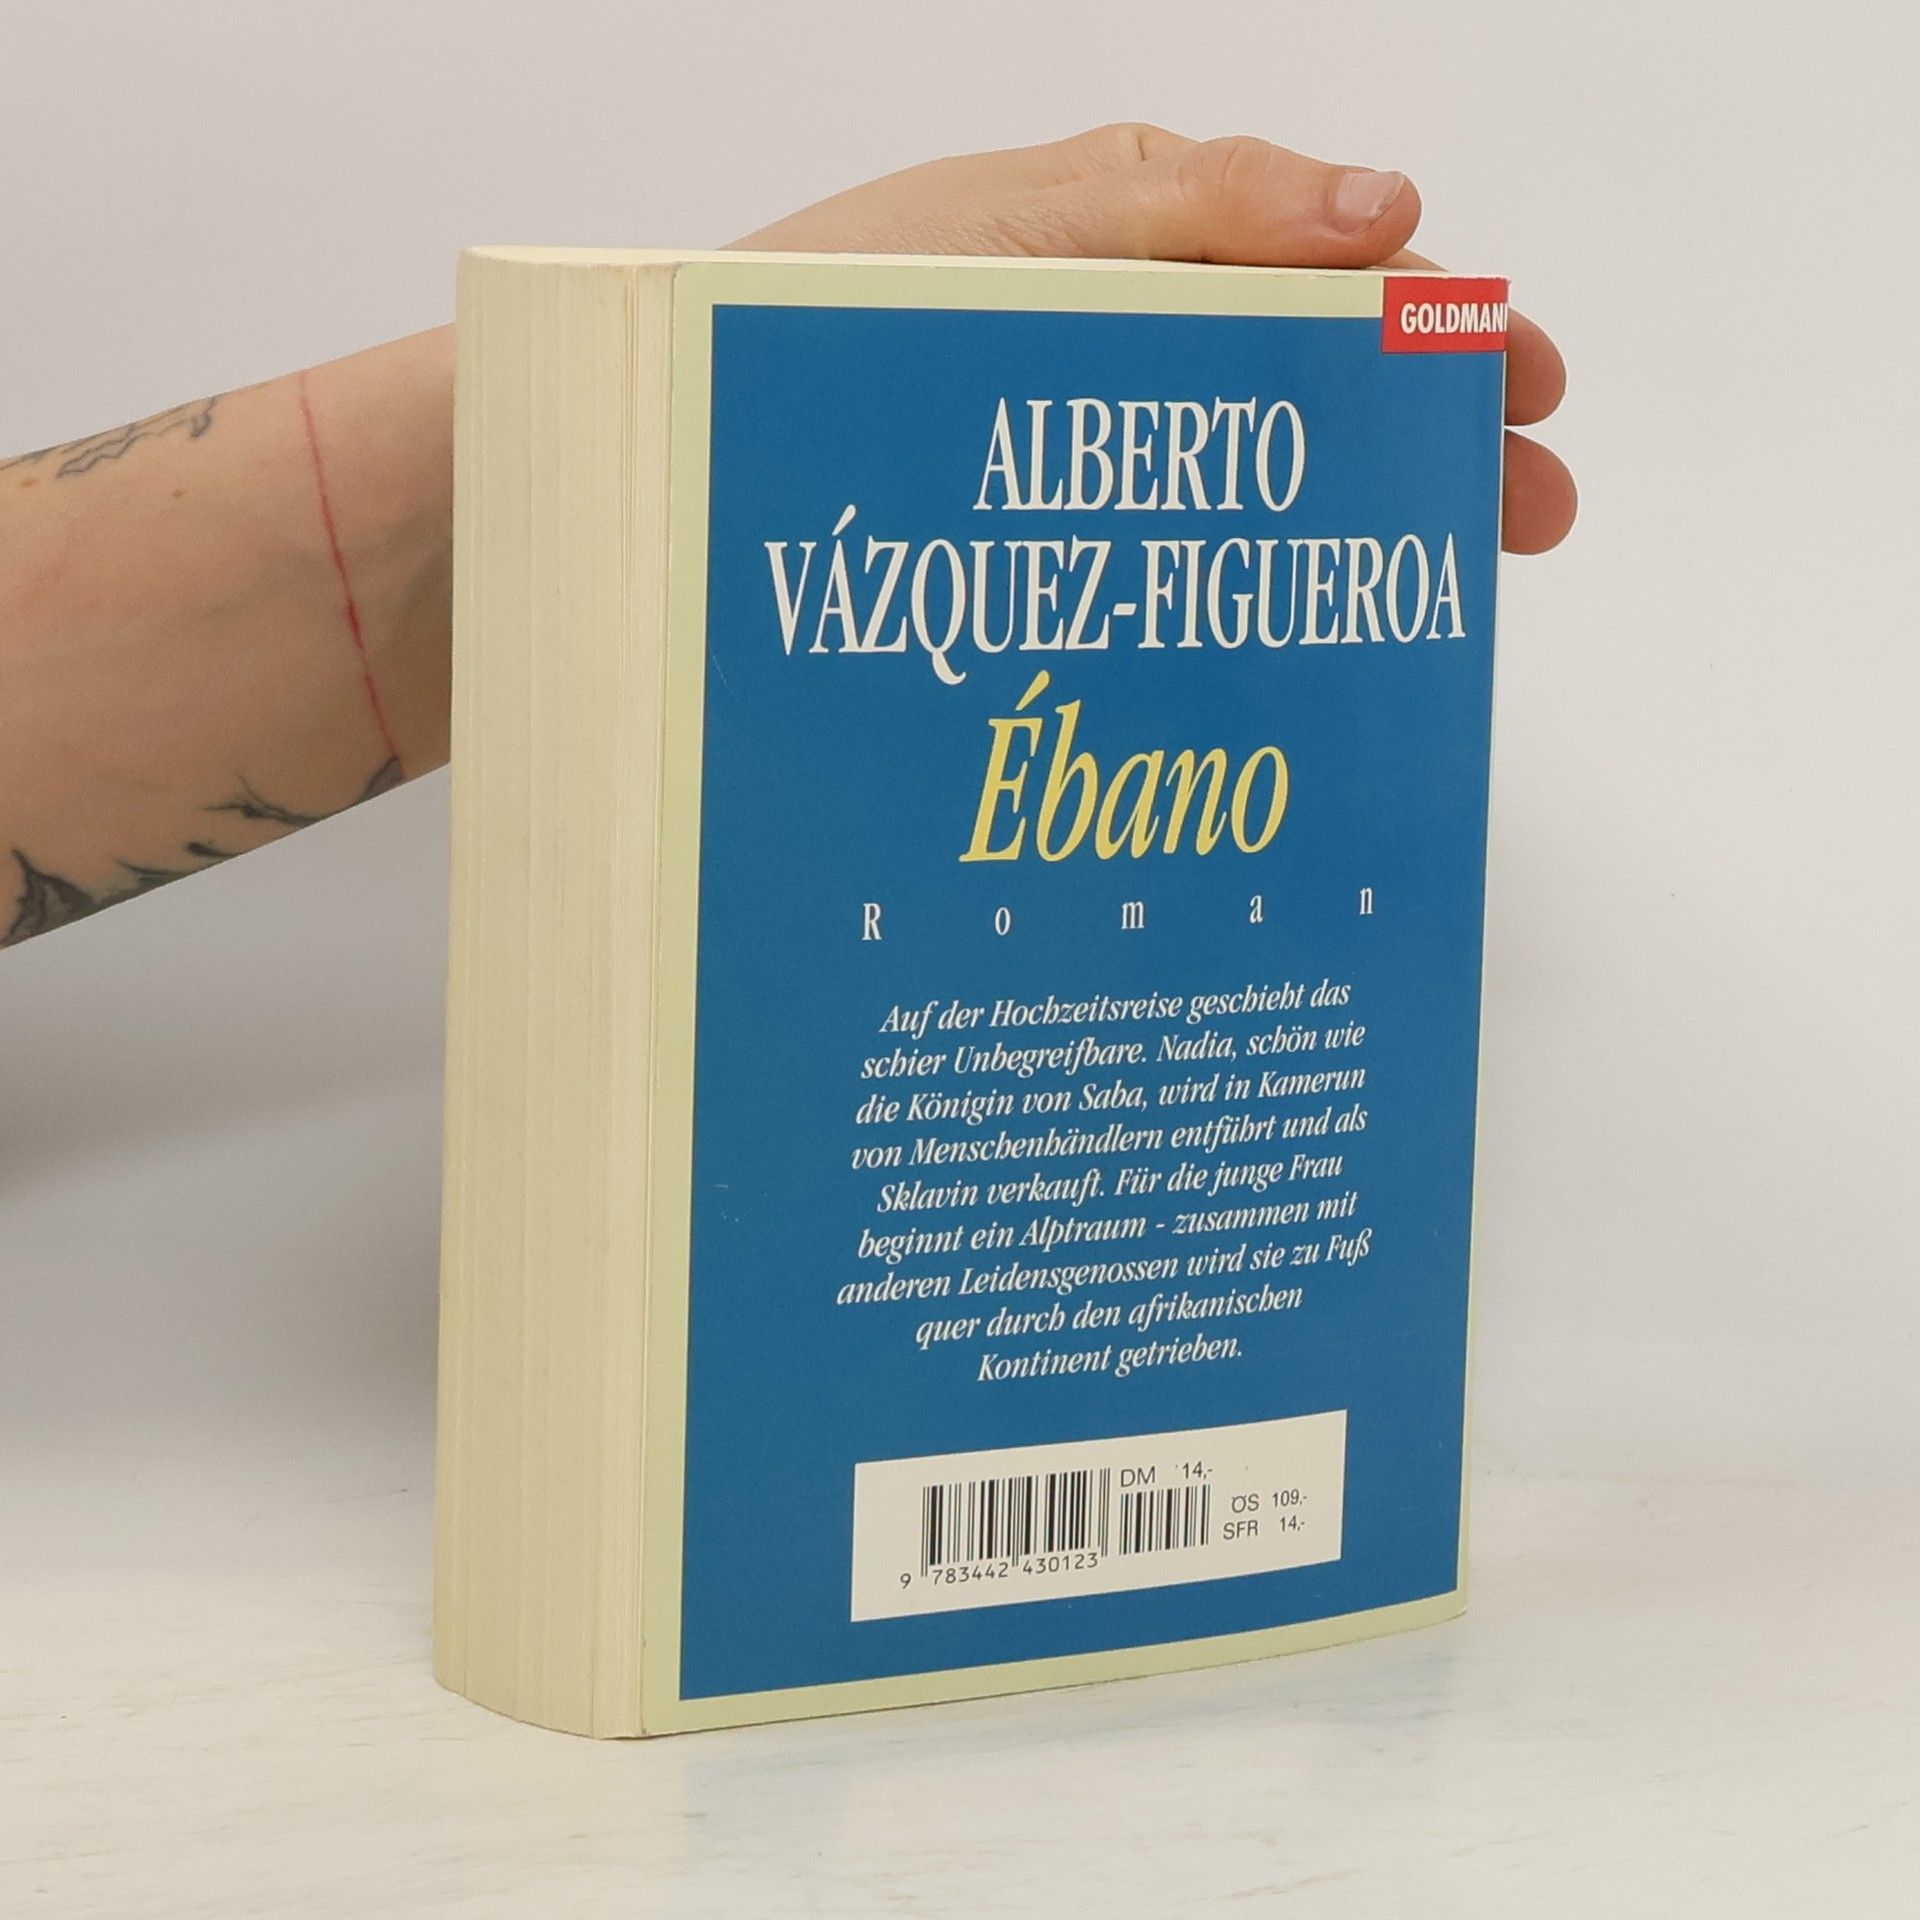 GOLDMANN
ALBERTO
VÁZQUEZ-FIGUEROA
Ébano
Roman
Auf der Hochzeitsreise geschieht das
schier Unbegreifbare. Nadia, schön wie
die Königin von Saba, wird in Kamerun
von Menschenhändlern entführt und als
Sklavin verkauft. Für die junge Frau
beginnt ein Alptraum - zusammen mit
anderen Leidensgenossen wird sie zu Fuß
quer durch den afrikanischen
Kontinent getrieben.
DM 14,-
ÖS 109,-
SFR 14,-
9 783442 430123